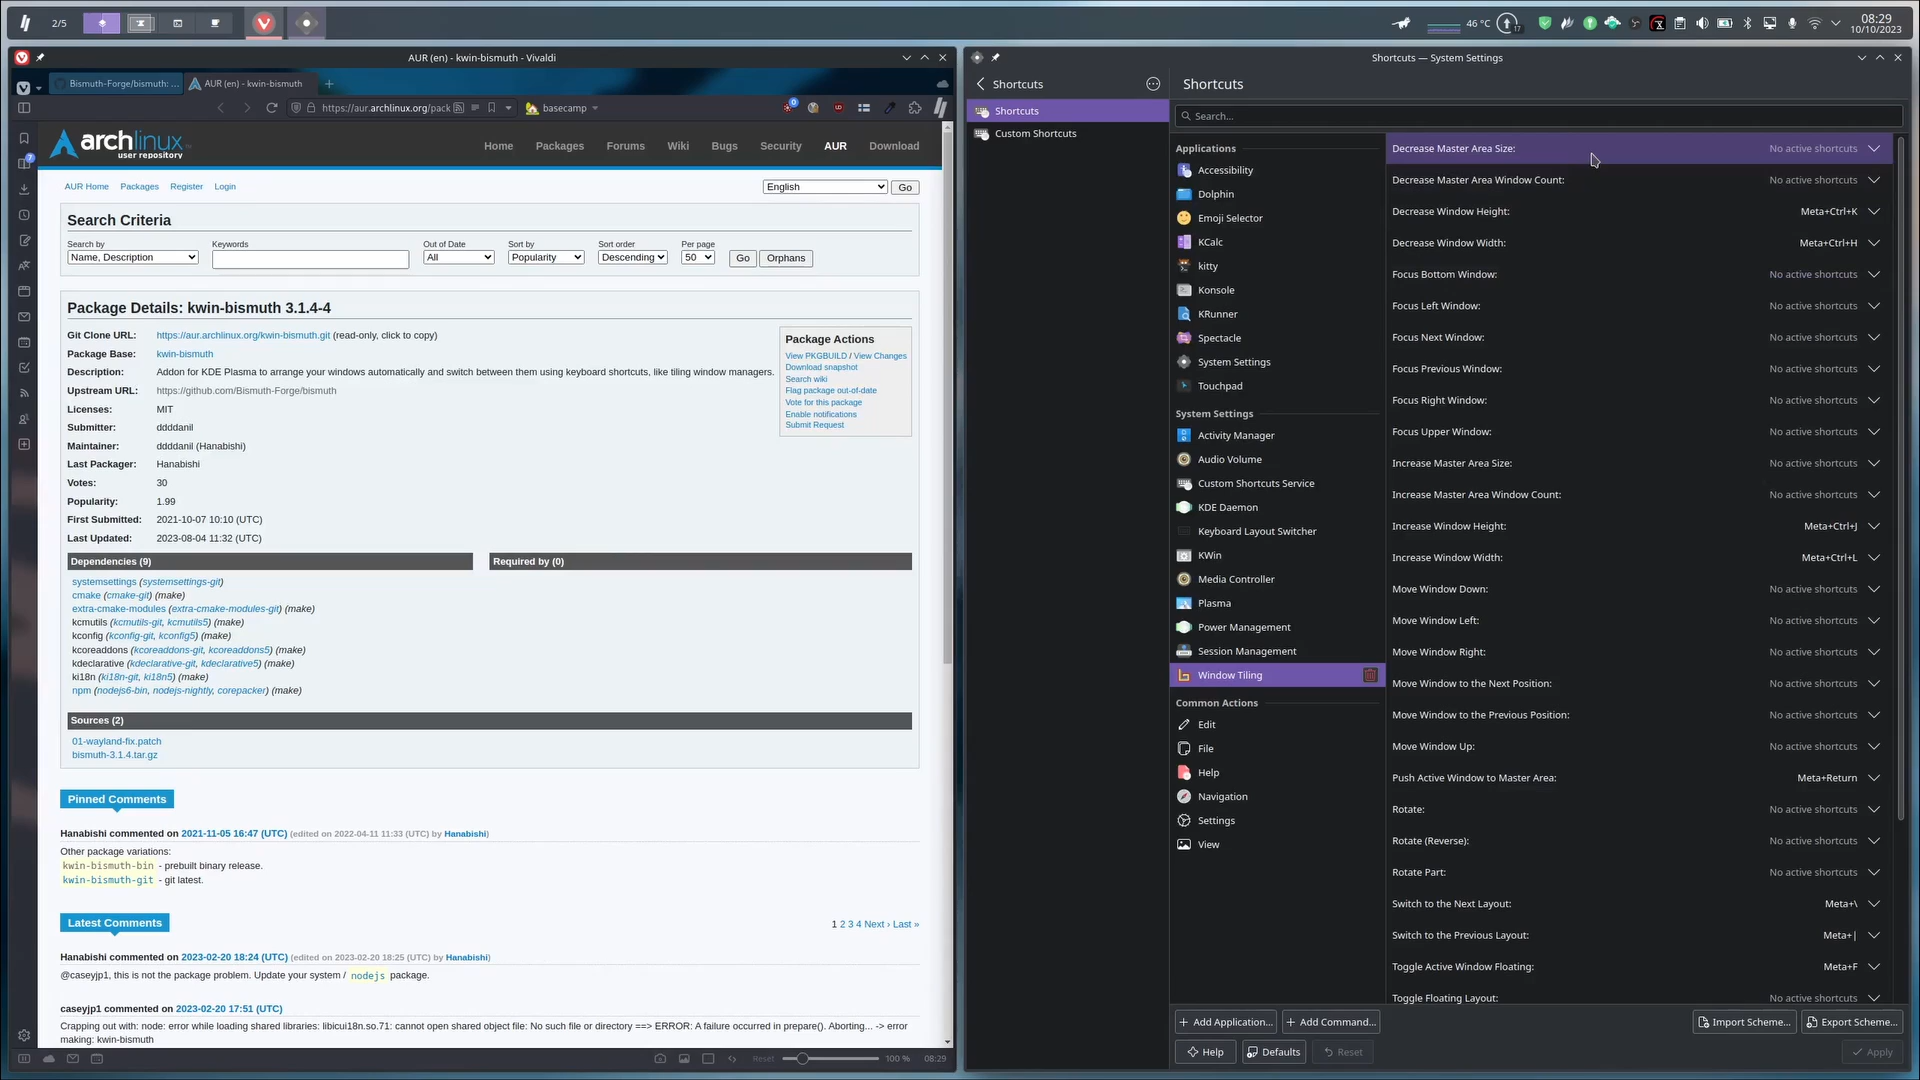 2/5
46 °C
17
08:29
10/10/2023
AUR (en) - kwin-bismuth - Vivaldi
Bismuth-Forge/bismuth: ...
AUR (en) - kwin-bismuth
https://aur.archlinux.org/pack
basecamp
0
7
archlinux
user repository
Home
Packages
Forums
Wiki
Bugs
Security
AUR
Download
AUR Home
Packages
Register
Login
English
Go
Search Criteria
Search by
Keywords
Out of Date
Sort by
Sort order
Per page
Name, Description
All
Popularity
Descending
50
Go
Orphans
Package Details: kwin-bismuth 3.1.4-4
Git Clone URL: https://aur.archlinux.org/kwin-bismuth.git (read-only, click to copy)
Package Base: kwin-bismuth
Description: Addon for KDE Plasma to arrange your windows automatically and switch between them using keyboard shortcuts, like tiling window managers.
Upstream URL: https://github.com/Bismuth-Forge/bismuth
Licenses: MIT
Submitter: ddddanil
Maintainer: ddddanil (Hanabishi)
Last Packager: Hanabishi
Votes: 30
Popularity: 1.99
First Submitted: 2021-10-07 10:10 (UTC)
Last Updated: 2023-08-04 11:32 (UTC)
Package Actions
View PKGBUILD / View Changes
Download snapshot
Search wiki
Flag package out-of-date
Vote for this package
Enable notifications
Submit Request
Dependencies (9)
systemsettings (systemsettings-git)
cmake (cmake-git) (make)
extra-cmake-modules (extra-cmake-modules-git) (make)
kcmutils (kcmutils-git, kcmutils5) (make)
kconfig (kconfig-git, kconfig5) (make)
kcoreaddons (kcoreaddons-git, kcoreaddons5) (make)
kdeclarative (kdeclarative-git, kdeclarative5) (make)
ki18n (ki18n-git, ki18n5) (make)
npm (nodejs6-bin, nodejs-nightly, corepacker) (make)
Required by (0)
Sources (2)
01-wayland-fix.patch
bismuth-3.1.4.tar.gz
Pinned Comments
Hanabishi commented on 2021-11-05 16:47 (UTC) (edited on 2022-04-11 11:33 (UTC) by Hanabishi)
Other package variations:
kwin-bismuth-bin - prebuilt binary release.
kwin-bismuth-git - git latest.
Latest Comments
1 2 3 4 Next › Last »
Hanabishi commented on 2023-02-20 18:24 (UTC) (edited on 2023-02-20 18:25 (UTC) by Hanabishi)
@caseyjp1, this is not the package problem. Update your system / nodejs package.
caseyjp1 commented on 2023-02-20 17:51 (UTC)
Crapping out with: node: error while loading shared libraries: libicui18n.so.71: cannot open shared object file: No such file or directory ==> ERROR: A failure occurred in prepare(). Aborting... -> error
making: kwin-bismuth
Reset
100 %
08:29
Shortcuts — System Settings
Shortcuts
Shortcuts
Custom Shortcuts
Shortcuts
Search...
Applications
Accessibility
Dolphin
Emoji Selector
KCalc
kitty
Konsole
KRunner
Spectacle
System Settings
Touchpad
System Settings
Activity Manager
Audio Volume
Custom Shortcuts Service
KDE Daemon
Keyboard Layout Switcher
KWin
Media Controller
Plasma
Power Management
Session Management
Window Tiling
Common Actions
Edit
File
Help
Navigation
Settings
View
Decrease Master Area Size: No active shortcuts
Decrease Master Area Window Count: No active shortcuts
Decrease Window Height: Meta+Ctrl+K
Decrease Window Width: Meta+Ctrl+H
Focus Bottom Window: No active shortcuts
Focus Left Window: No active shortcuts
Focus Next Window: No active shortcuts
Focus Previous Window: No active shortcuts
Focus Right Window: No active shortcuts
Focus Upper Window: No active shortcuts
Increase Master Area Size: No active shortcuts
Increase Master Area Window Count: No active shortcuts
Increase Window Height: Meta+Ctrl+J
Increase Window Width: Meta+Ctrl+L
Move Window Down: No active shortcuts
Move Window Left: No active shortcuts
Move Window Right: No active shortcuts
Move Window to the Next Position: No active shortcuts
Move Window to the Previous Position: No active shortcuts
Move Window Up: No active shortcuts
Push Active Window to Master Area: Meta+Return
Rotate: No active shortcuts
Rotate (Reverse): No active shortcuts
Rotate Part: No active shortcuts
Switch to the Next Layout: Meta+\
Switch to the Previous Layout: Meta+|
Toggle Active Window Floating: Meta+F
Toggle Floating Layout: No active shortcuts
Add Application...
Add Command...
Import Scheme...
Export Scheme...
Help
Defaults
Reset
Apply